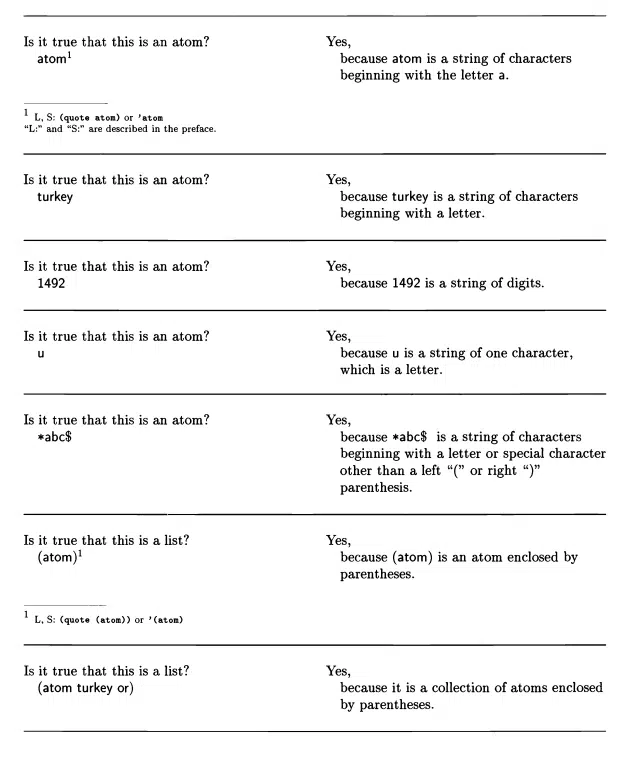 Is it true that this is an atom?
atom¹
Yes,
because atom is a string of characters
beginning with the letter a.
¹ L, S: (quote atom) or 'atom
“L:” and “S:” are described in the preface.
Is it true that this is an atom?
turkey
Yes,
because turkey is a string of characters
beginning with a letter.
Is it true that this is an atom?
1492
Yes,
because 1492 is a string of digits.
Is it true that this is an atom?
u
Yes,
because u is a string of one character,
which is a letter.
Is it true that this is an atom?
*abc$
Yes,
because *abc$ is a string of characters
beginning with a letter or special character
other than a left “(” or right “)”
parenthesis.
Is it true that this is a list?
(atom)¹
Yes,
because (atom) is an atom enclosed by
parentheses.
¹ L, S: (quote (atom)) or '(atom)
Is it true that this is a list?
(atom turkey or)
Yes,
because it is a collection of atoms enclosed
by parentheses.